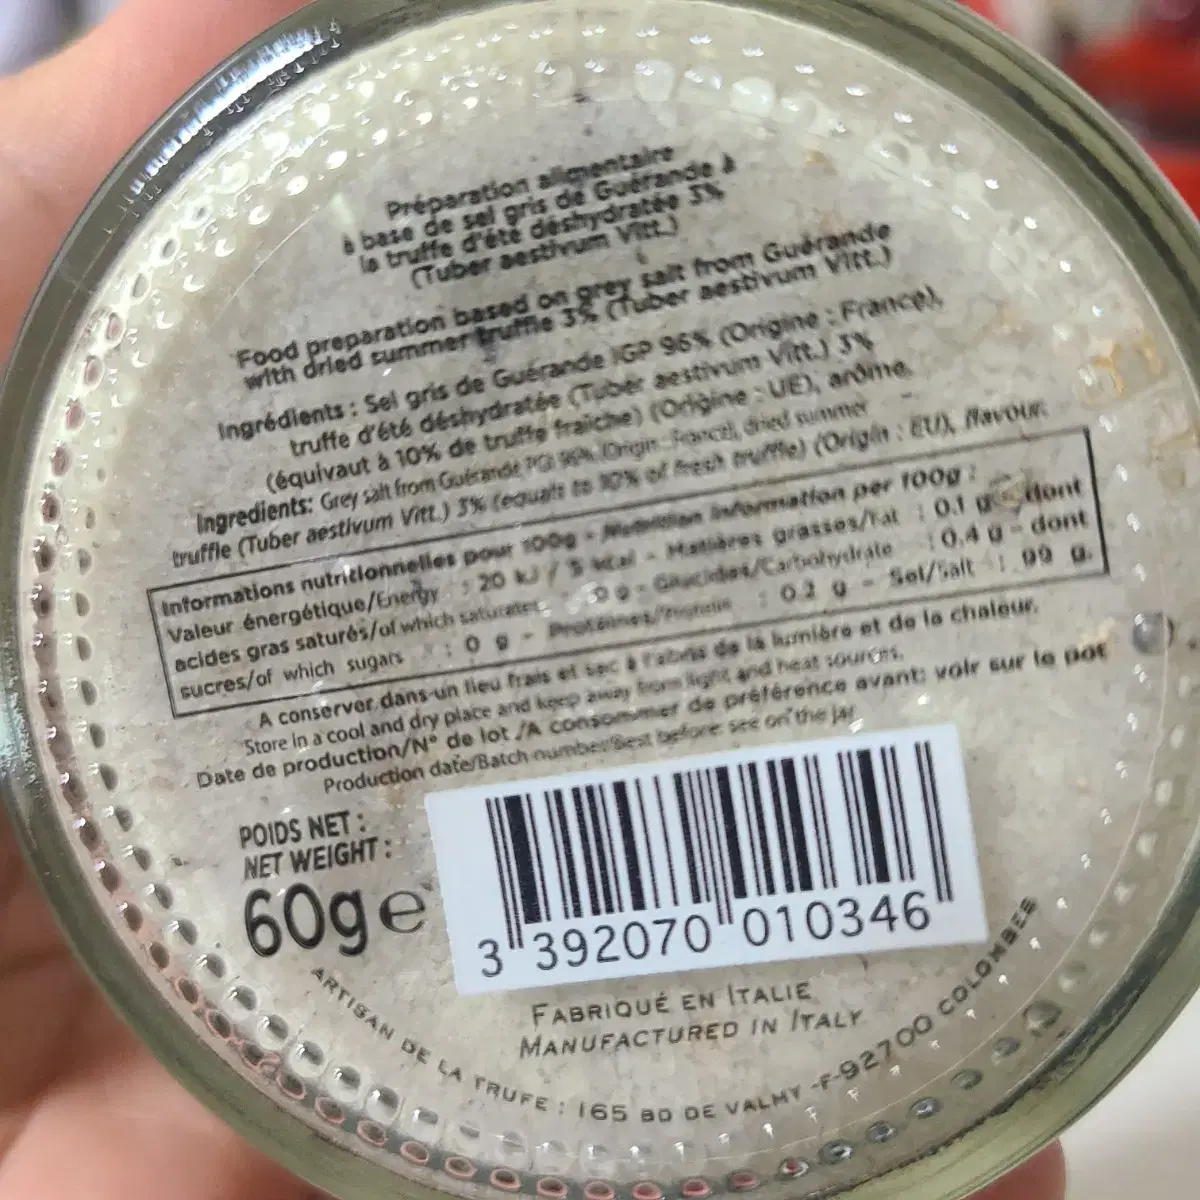 Préparation alimentaire
à base de sel gris de Guérande à
la truffe d'été déshydratée 3%
(Tuber aestivum Vitt.)
Food preparation based on grey salt from Guérande
with dried summer truffle 3% (Tuber aestivum Vitt.)
Ingrédients : Sel gris de Guérande IGP 96% (Origine : France),
truffe d'été déshydratée (Tuber aestivum Vitt.) 3%
(équivaut à 10% de truffe fraîche) (Origine : UE), arôme.
Ingredients: Grey salt from Guérande PGI 96% (Origin: France), dried summer
truffle (Tuber aestivum Vitt.) 3% (equals to 10% of fresh truffle) (Origin : EU), flavour.
Informations nutritionnelles pour 100g - Nutrition information per 100g :
Valeur énergétique/Energy : 20 kJ / 5 kcal - Matières grasses/Fat : 0.1 g - dont
acides gras saturés/of which saturates : 0 g - Glucides/Carbohydrate : 0.4 g - dont
sucres/of which sugars : 0 g - Protéines/Protein : 0.2 g - Sel/Salt : 99 g.
A conserver dans un lieu frais et sec à l'abris de la lumière et de la chaleur.
Store in a cool and dry place and keep away from light and heat sources.
Date de production/N° de lot /A consommer de préférence avant: voir sur le pot
Production date/Batch number/Best before: see on the jar
POIDS NET :
NET WEIGHT :
60g e
3 392070 010346
FABRIQUÉ EN ITALIE
MANUFACTURED IN ITALY
ARTISAN DE LA TRUFE : 165 BD DE VALMY -F-92700 COLOMBES